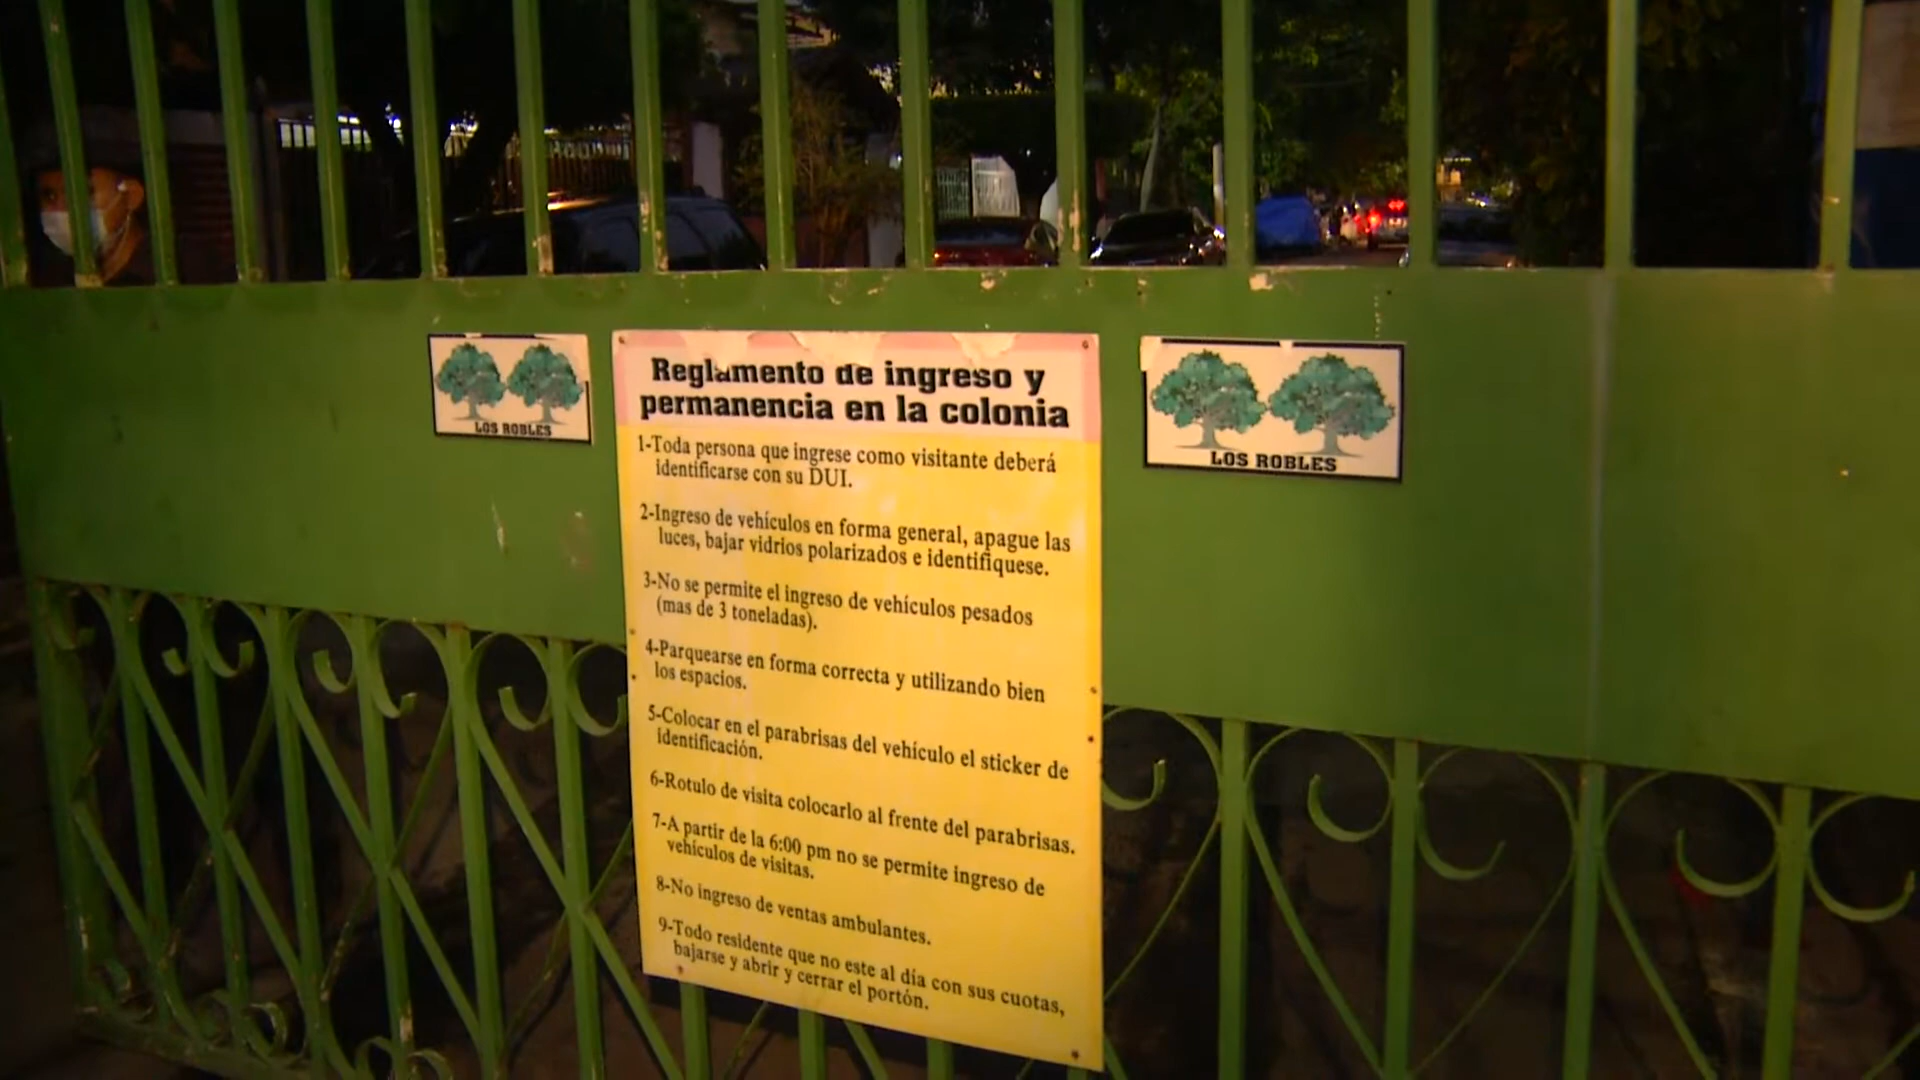 LOS ROBLES
Reglamento de ingreso y
permanencia en la colonia
1-Toda persona que ingrese como visitante deberá
identificarse con su DUI.
2-Ingreso de vehículos en forma general, apague las
luces, bajar vidrios polarizados e identifiquese.
3-No se permite el ingreso de vehículos pesados
(mas de 3 toneladas).
4-Parquearse en forma correcta y utilizando bien
los espacios.
5-Colocar en el parabrisas del vehículo el sticker de
identificación.
6-Rotulo de visita colocarlo al frente del parabrisas.
7-A partir de la 6:00 pm no se permite ingreso de
vehículos de visitas.
8-No ingreso de ventas ambulantes.
9-Todo residente que no este al día con sus cuotas,
bajarse y abrir y cerrar el portón.
LOS ROBLES